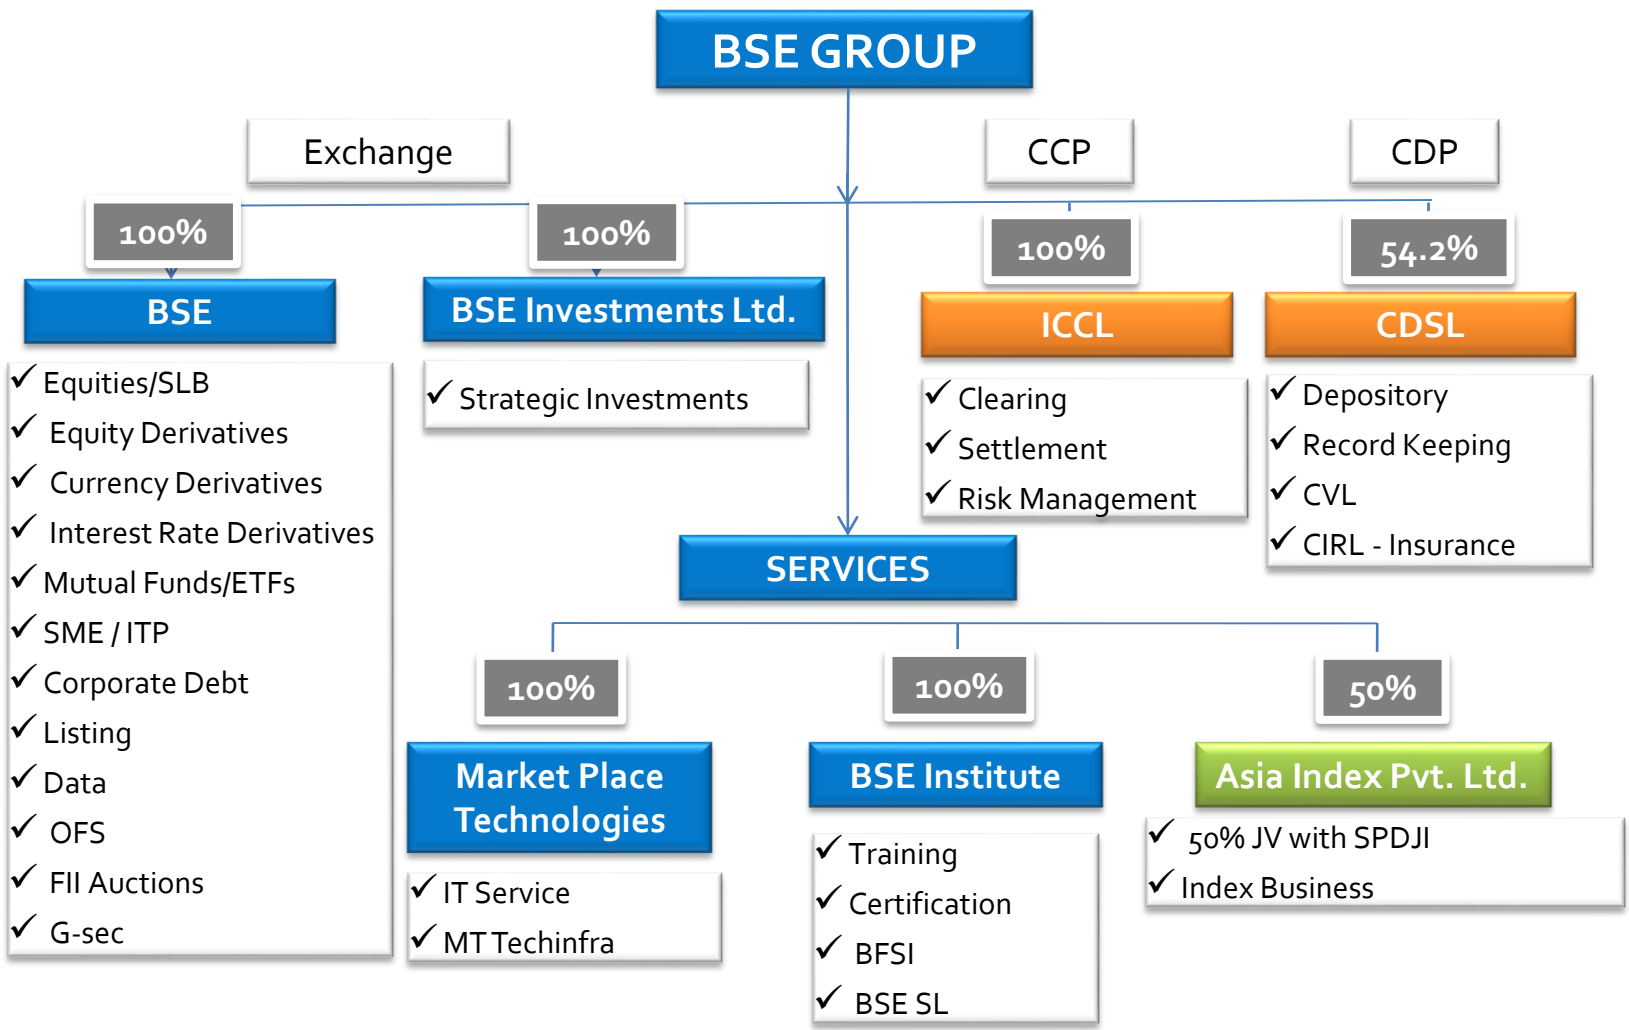 BSE GROUP
Exchange
CCP
CDP
100%
100%
100%
54.2%
BSE
BSE Investments Ltd.
ICCL
CDSL
✓ Equities/SLB
✓ Equity Derivatives
✓ Currency Derivatives
✓ Interest Rate Derivatives
✓ Mutual Funds/ETFs
✓ SME / ITP
✓ Corporate Debt
✓ Listing
✓ Data
✓ OFS
✓ FII Auctions
✓ G-sec
✓ Strategic Investments
✓ Clearing
✓ Settlement
✓ Risk Management
✓ Depository
✓ Record Keeping
✓ CVL
✓ CIRL - Insurance
SERVICES
100%
100%
50%
Market Place
Technologies
BSE Institute
Asia Index Pvt. Ltd.
✓ IT Service
✓ MT Techinfra
✓ Training
✓ Certification
✓ BFSI
✓ BSE SL
✓ 50% JV with SPDJI
✓ Index Business